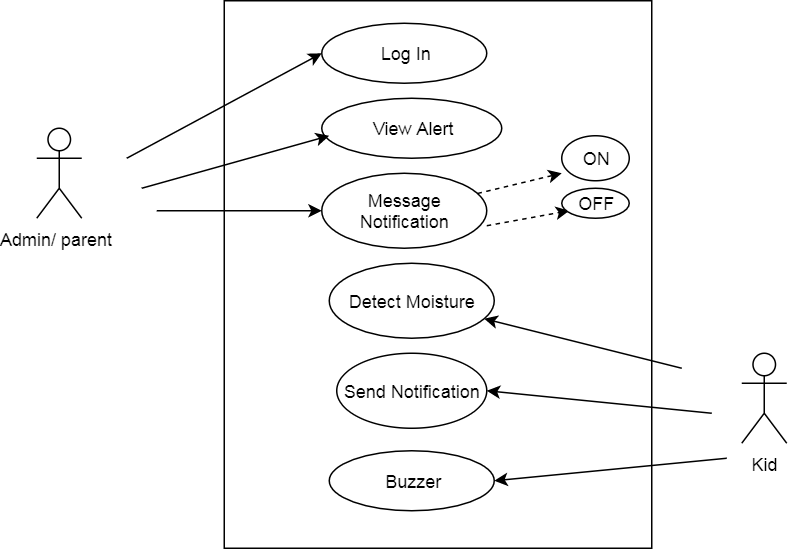 Log In
View Alert
ON
Message
Notification
OFF
Admin/ parent
Detect Moisture
Send Notification
Kid
Buzzer